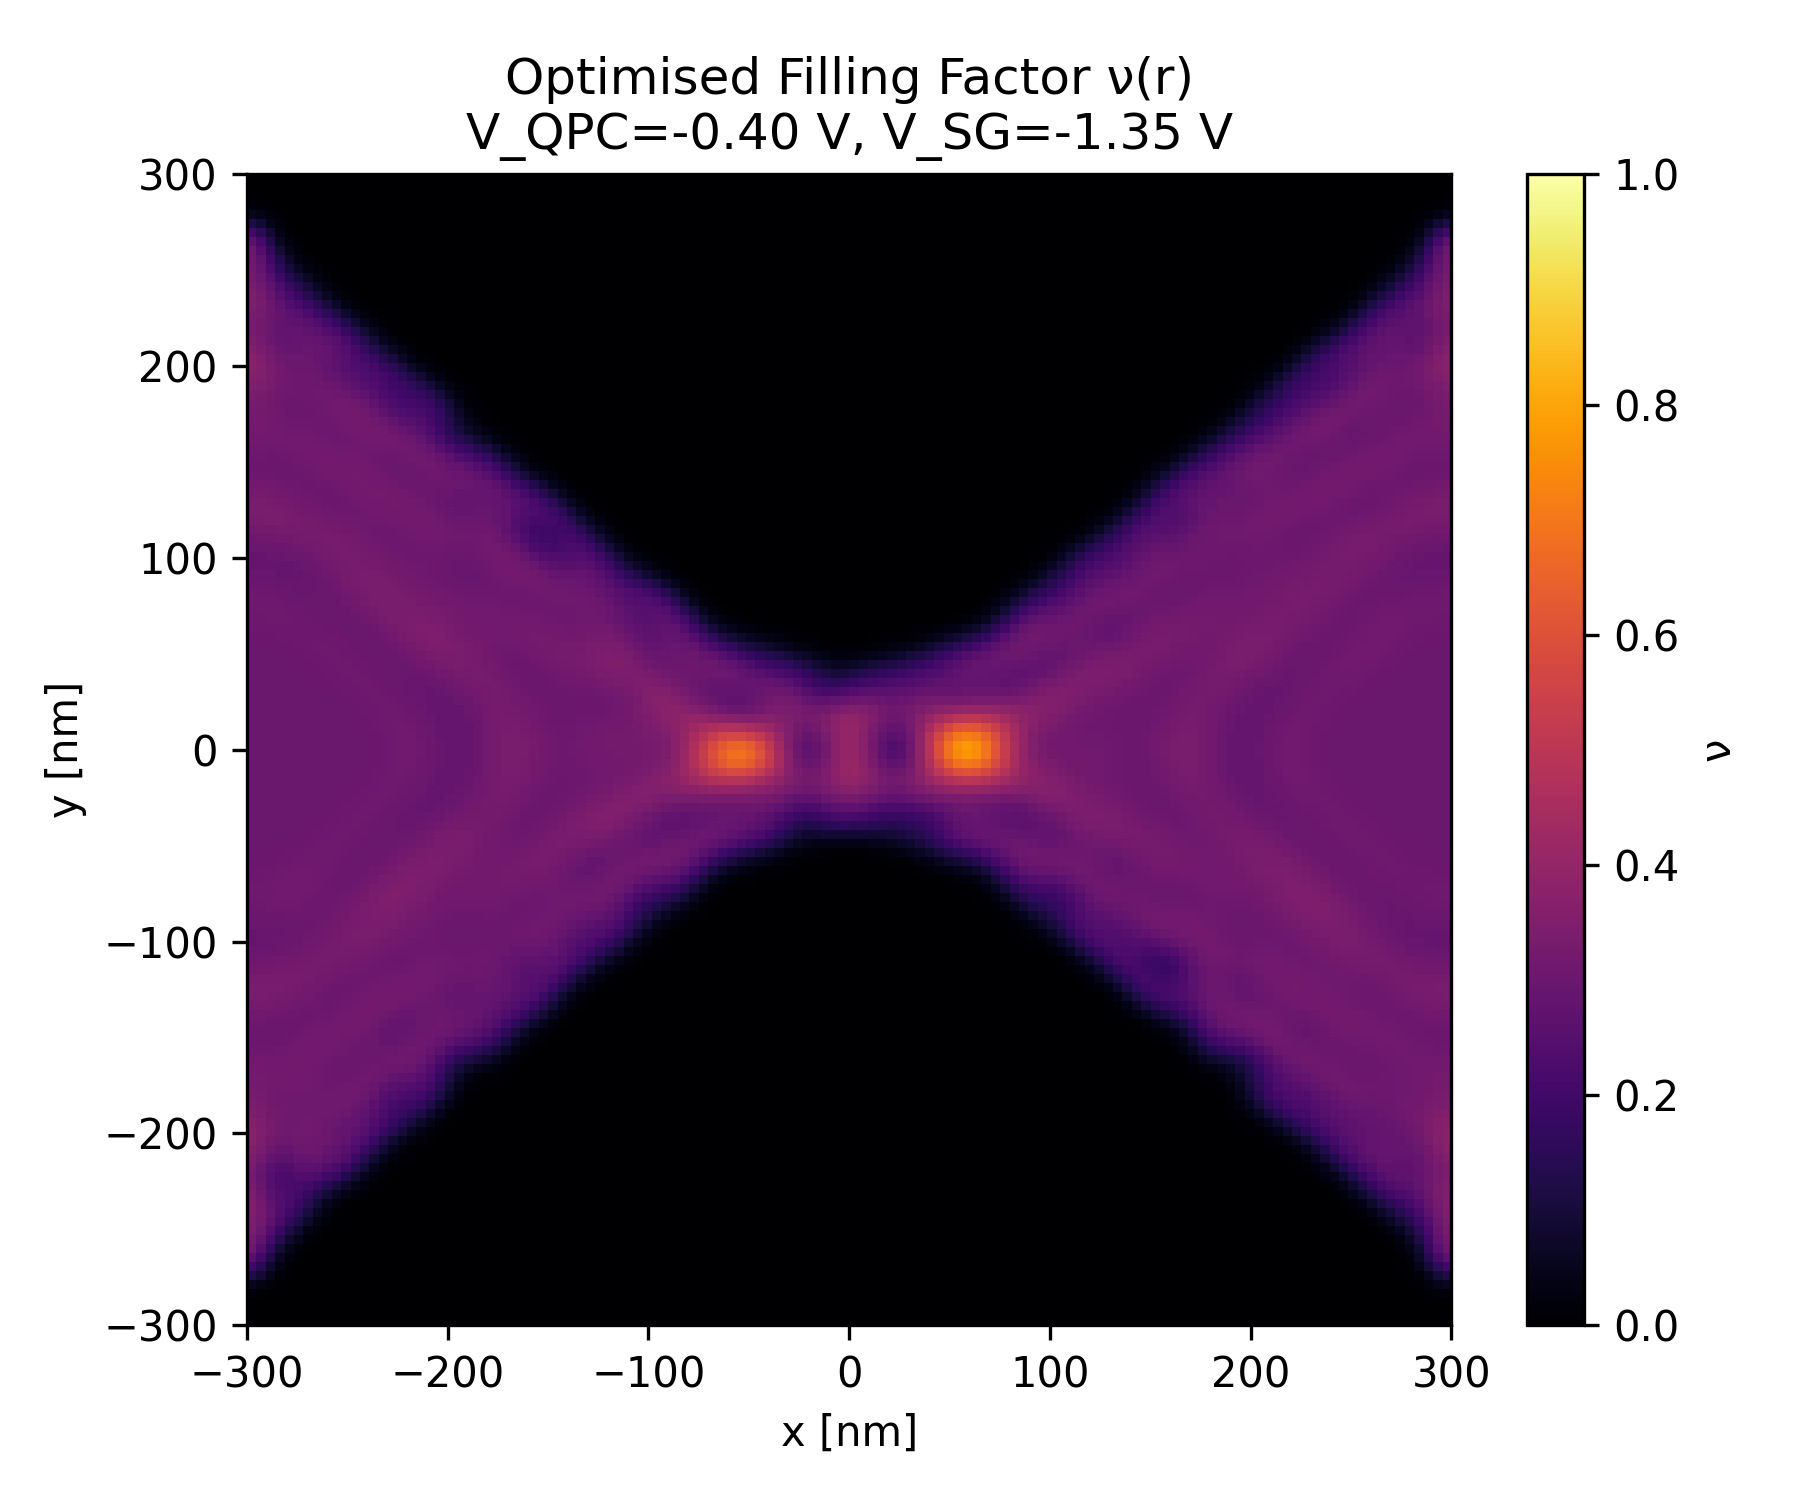 Optimised Filling Factor ν(r)
V_QPC=-0.40 V, V_SG=-1.35 V
300
200
100
0
−100
−200
−300
y [nm]
−300 −200 −100 0 100 200 300
x [nm]
1.0
0.8
0.6
0.4
0.2
0.0
ν